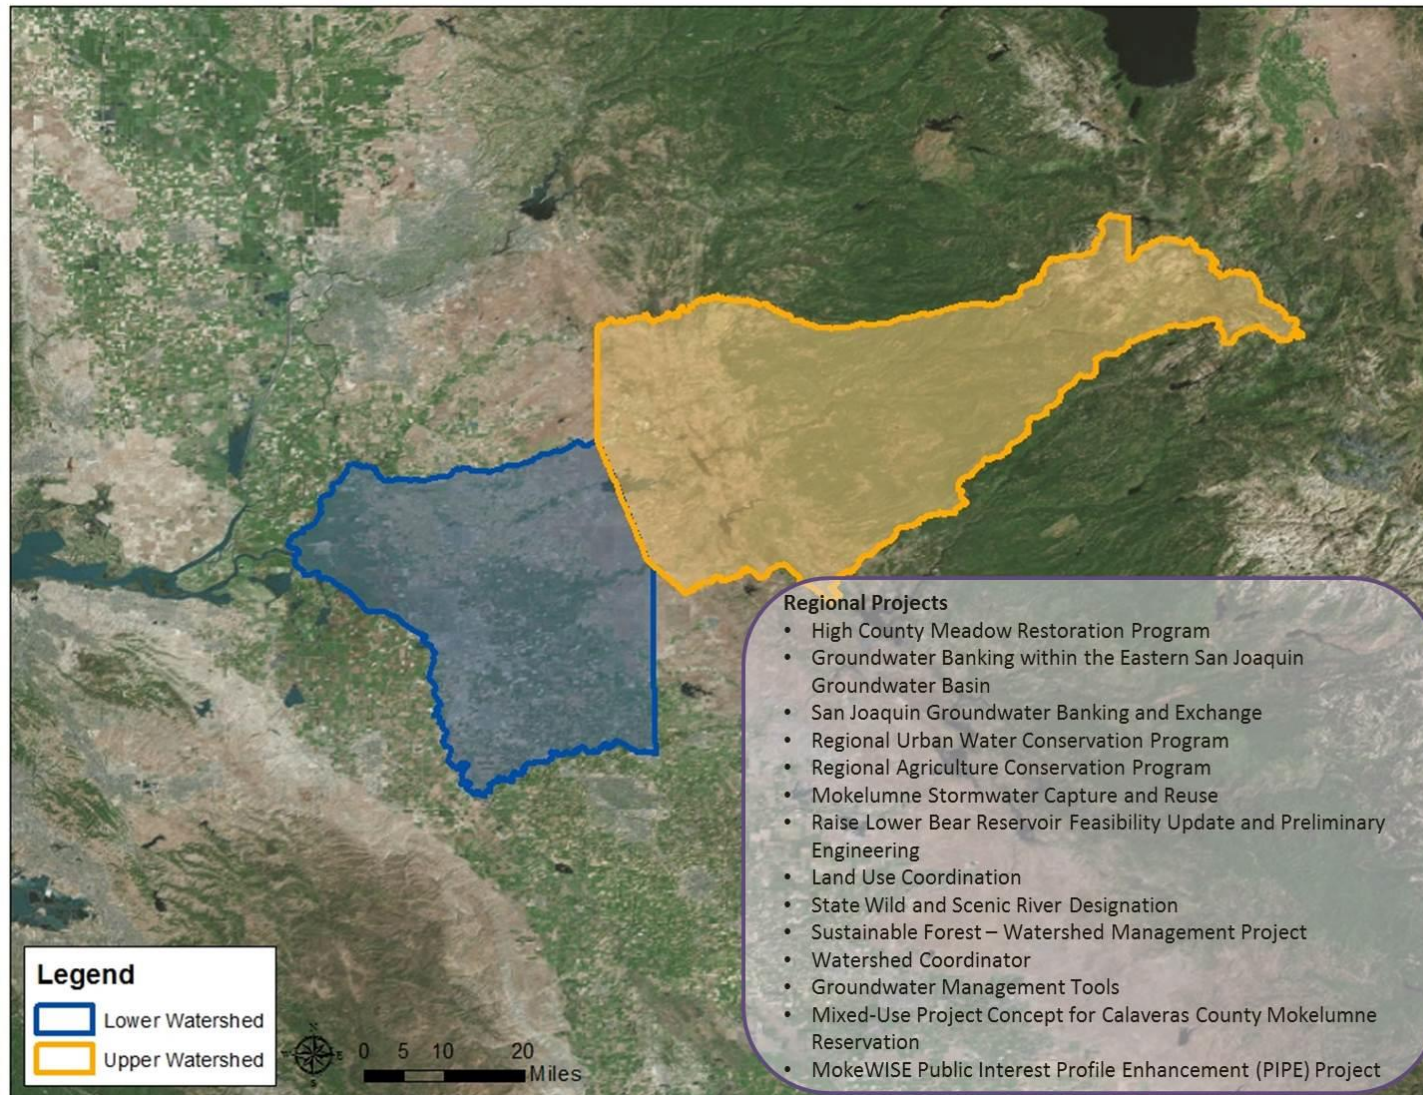 Regional Projects
• High County Meadow Restoration Program
• Groundwater Banking within the Eastern San Joaquin
Groundwater Basin
• San Joaquin Groundwater Banking and Exchange
• Regional Urban Water Conservation Program
• Regional Agriculture Conservation Program
• Mokelumne Stormwater Capture and Reuse
• Raise Lower Bear Reservoir Feasibility Update and Preliminary
Engineering
• Land Use Coordination
• State Wild and Scenic River Designation
• Sustainable Forest – Watershed Management Project
• Watershed Coordinator
• Groundwater Management Tools
• Mixed-Use Project Concept for Calaveras County Mokelumne
Reservation
• MokeWISE Public Interest Profile Enhancement (PIPE) Project
Legend
Lower Watershed
Upper Watershed
0 5 10 20
Miles